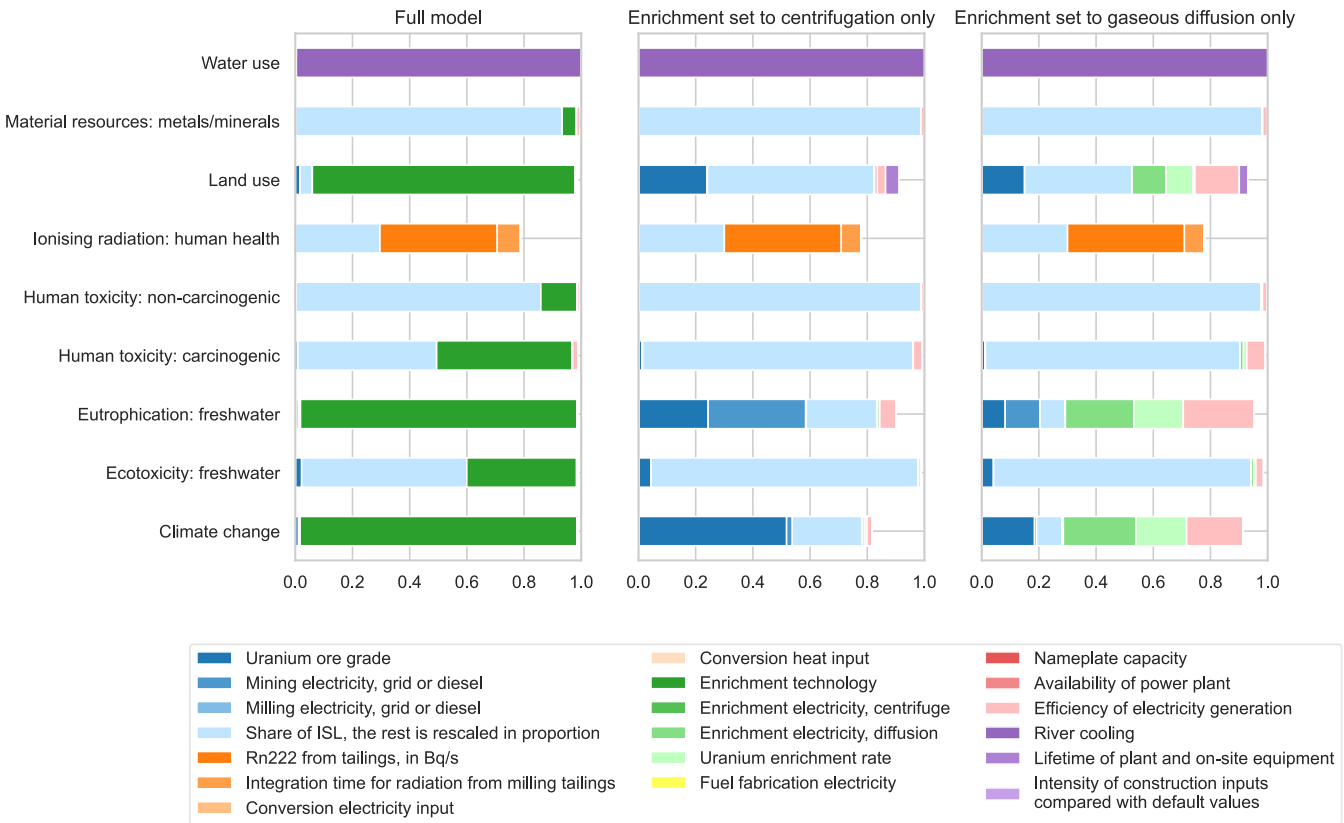 Full model
Enrichment set to centrifugation only
Enrichment set to gaseous diffusion only
Water use
Material resources: metals/minerals
Land use
Ionising radiation: human health
Human toxicity: non-carcinogenic
Human toxicity: carcinogenic
Eutrophication: freshwater
Ecotoxicity: freshwater
Climate change
0.0 0.2 0.4 0.6 0.8 1.0
0.0 0.2 0.4 0.6 0.8 1.0
0.0 0.2 0.4 0.6 0.8 1.0
Uranium ore grade
Mining electricity, grid or diesel
Milling electricity, grid or diesel
Share of ISL, the rest is rescaled in proportion
Rn222 from tailings, in Bq/s
Integration time for radiation from milling tailings
Conversion electricity input
Conversion heat input
Enrichment technology
Enrichment electricity, centrifuge
Enrichment electricity, diffusion
Uranium enrichment rate
Fuel fabrication electricity
Nameplate capacity
Availability of power plant
Efficiency of electricity generation
River cooling
Lifetime of plant and on-site equipment
Intensity of construction inputs
compared with default values